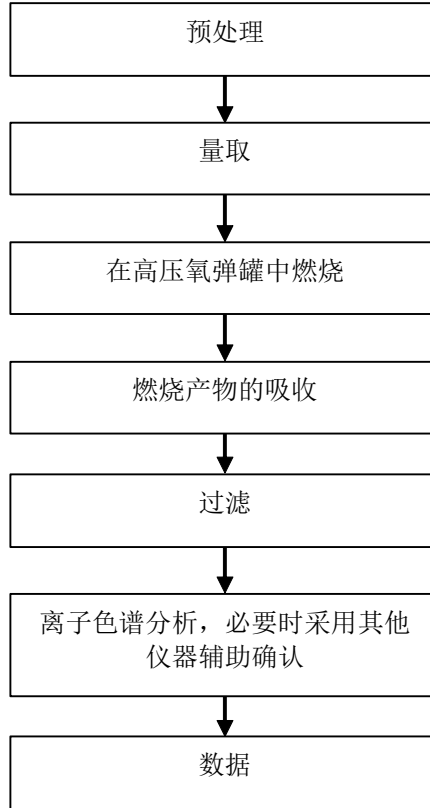 预处理
量取
在高压氧弹罐中燃烧
燃烧产物的吸收
过滤
离子色谱分析，必要时采用其他
仪器辅助确认
数据